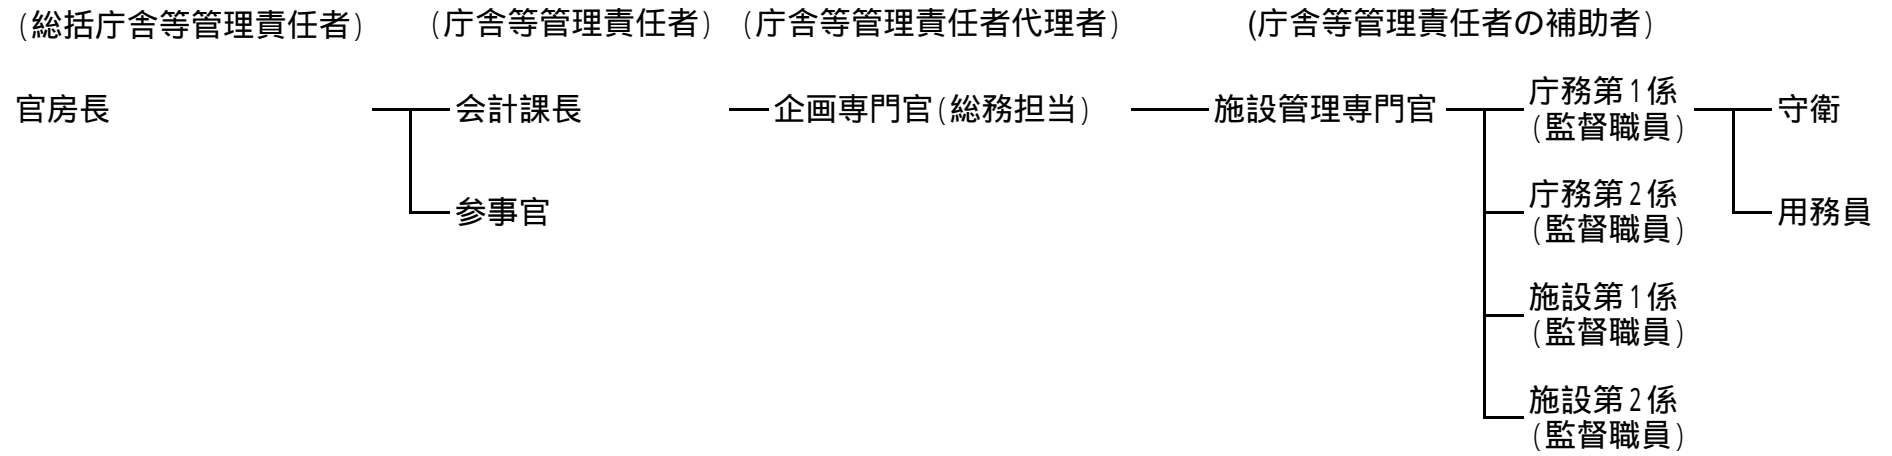 (総括庁舎等管理責任者) (庁舎等管理責任者) (庁舎等管理責任者代理者) (庁舎等管理責任者の補助者)
官房長 会計課長 企画専門官(総務担当) 施設管理専門官 庁務第1係 守衛
(監督職員)
参事官 庁務第2係 用務員
(監督職員)
施設第1係
(監督職員)
施設第2係
(監督職員)